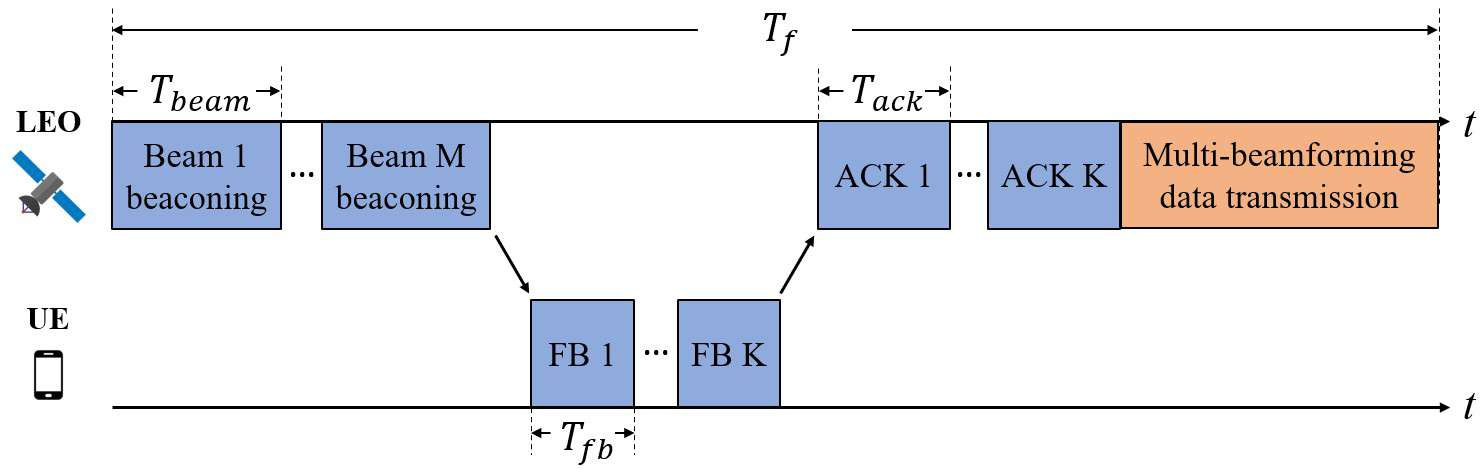 T_f
T_beam
T_ack
LEO
t
Beam 1
beaconing
...
Beam M
beaconing
ACK 1
...
ACK K
Multi-beamforming
data transmission
UE
FB 1
...
FB K
t
T_fb